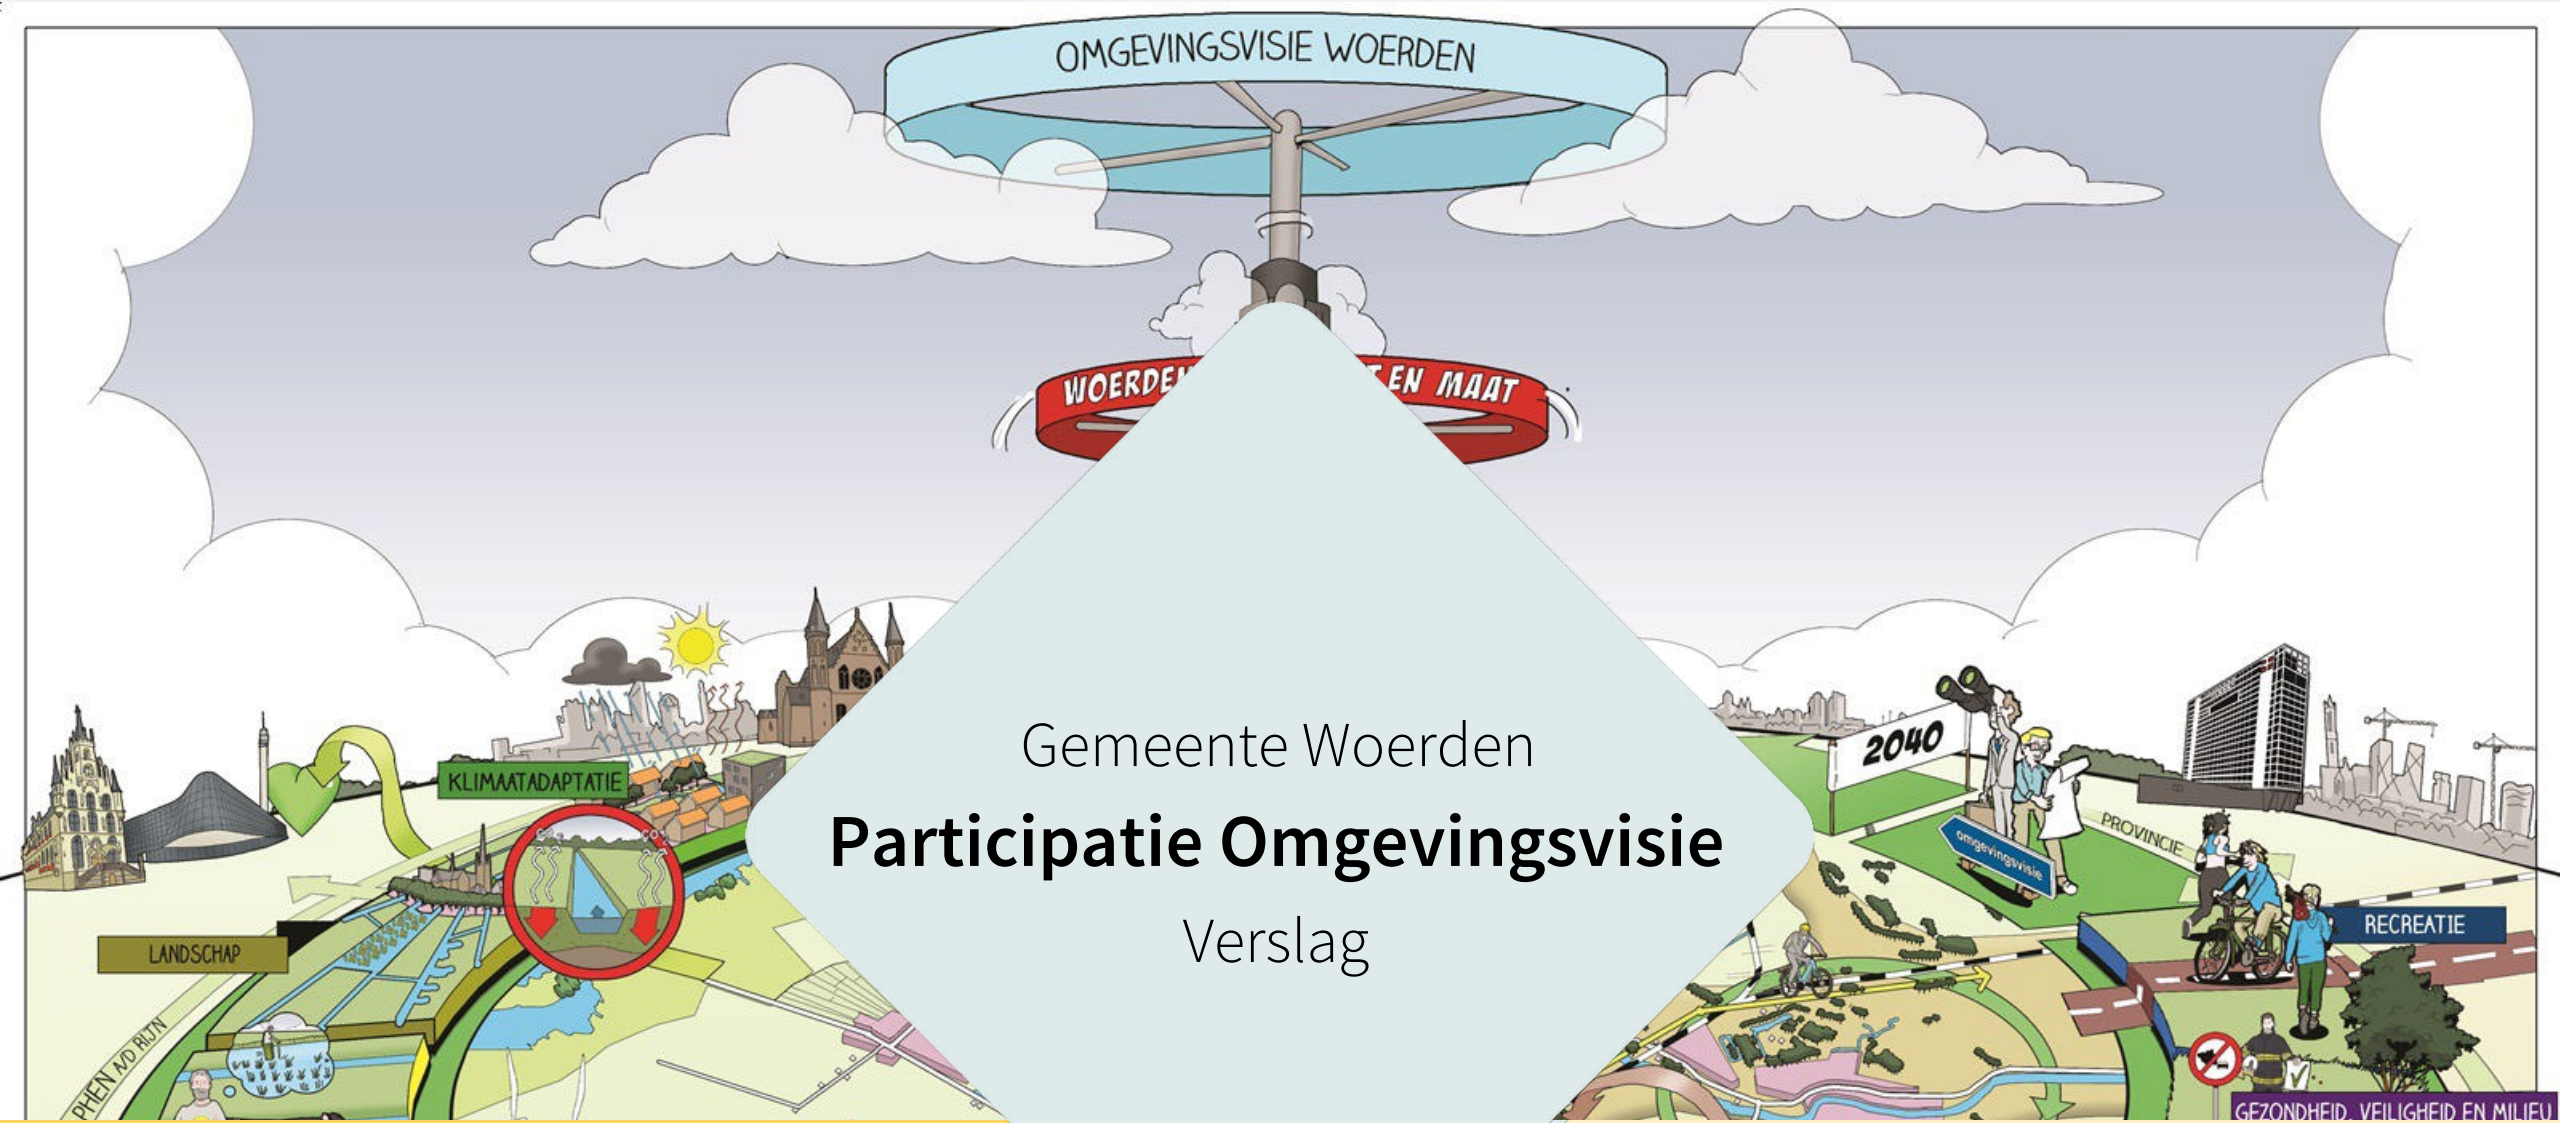 OMGEVINGSVISIE WOERDEN
WOERDEN
EN MAAT
Gemeente Woerden
Participatie Omgevingsvisie
Verslag
2040
KLIMAATADAPTATIE
PROVINCIE
omgevingsvisie
LANDSCHAP
RECREATIE
PHEN A/D RIJN
GEZONDHEID, VEILIGHEID EN MILIEU